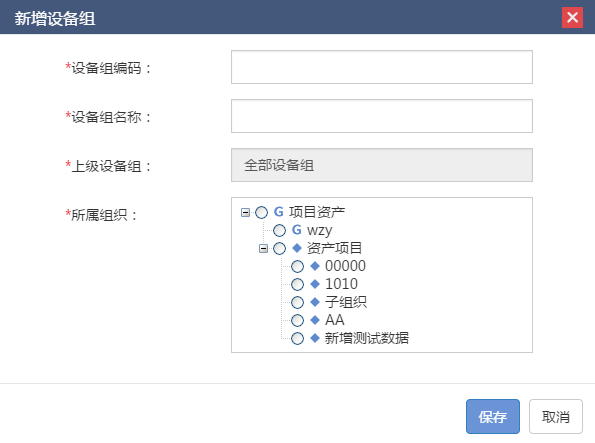 新增设备组
*设备组编码：
*设备组名称：
*上级设备组： 全部设备组
*所属组织： G 项目资产
G wzy
资产项目
00000
1010
子组织
AA
新增测试数据
保存 取消